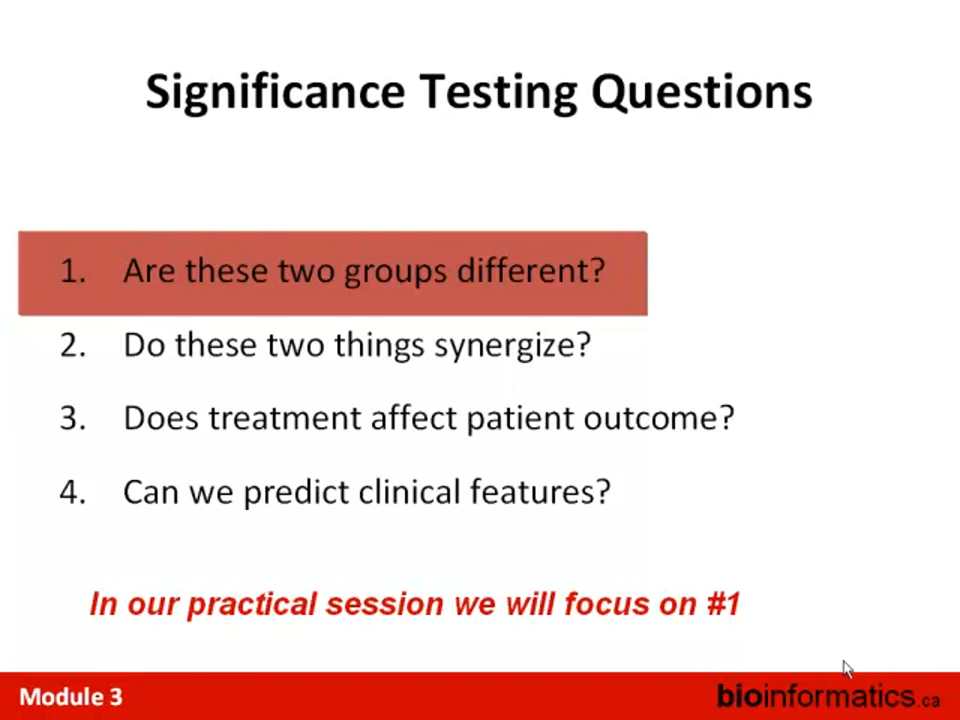 Significance Testing Questions
1. Are these two groups different?
2. Do these two things synergize?
3. Does treatment affect patient outcome?
4. Can we predict clinical features?
In our practical session we will focus on #1
Module 3
bioinformatics.ca